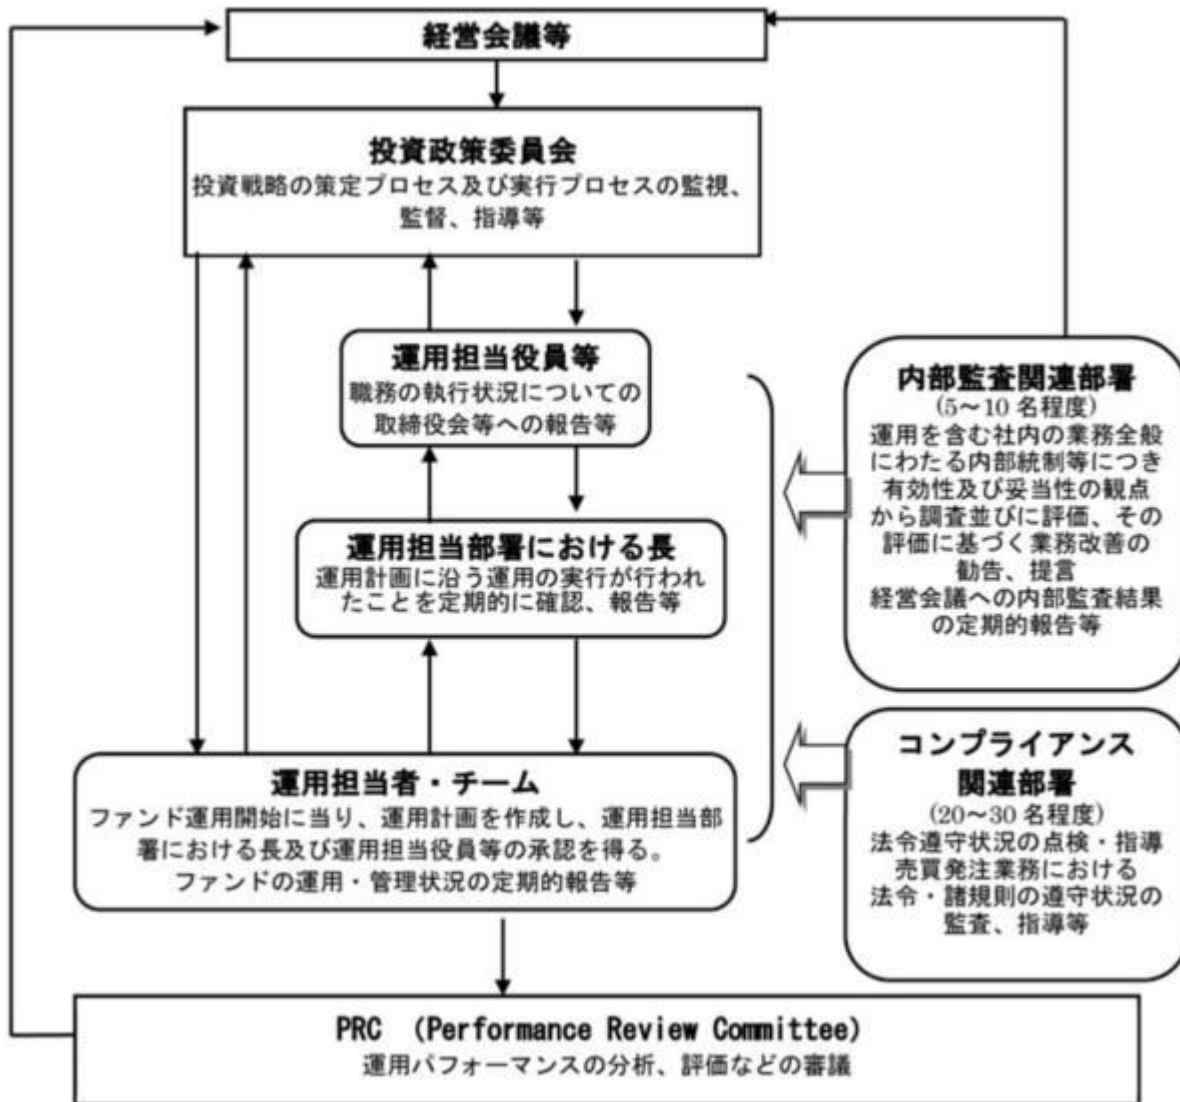 経営会議等
投資政策委員会
投資戦略の策定プロセス及び実行プロセスの監視、
監督、指導等
運用担当役員等
職務の執行状況についての
取締役会等への報告等
運用担当部署における長
運用計画に沿う運用の実行が行われ
たことを定期的に確認、報告等
運用担当者・チーム
ファンド運用開始に当り、運用計画を作成し、運用担当部
署における長及び運用担当役員等の承認を得る。
ファンドの運用・管理状況の定期的報告等
内部監査関連部署
(5～10 名程度)
運用を含む社内の業務全般
にわたる内部統制等につき
有効性及び妥当性の観点
から調査並びに評価、その
評価に基づく業務改善の
勧告、提言
経営会議への内部監査結果
の定期的報告等
コンプライアンス
関連部署
(20～30 名程度)
法令遵守状況の点検・指導
売買発注業務における
法令・諸規則の遵守状況の
監査、指導等
PRC （Performance Review Committee）
運用パフォーマンスの分析、評価などの審議